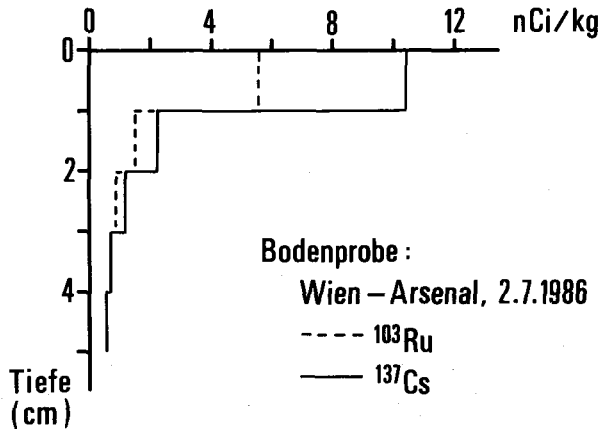 0 4 8 12 nCi/kg
0
2
4
Tiefe
(cm)
Bodenprobe :
Wien – Arsenal, 2.7.1986
---- ¹⁰³Ru
—— ¹³⁷Cs